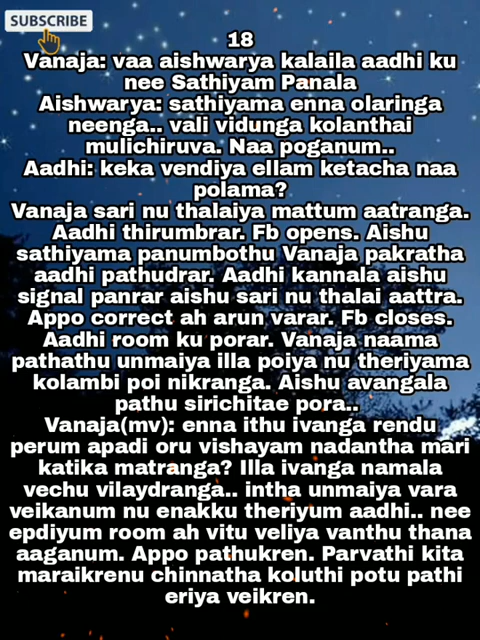 SUBSCRIBE
18
Vanaja: vaa aishwarya kalaila aadhi ku
nee Sathiyam Panala
Aishwarya: sathiyama enna olaringa
neenga.. vali vidunga kolanthai
mulichiruva. Naa poganum..
Aadhi: keka vendiya ellam ketacha naa
polama?
Vanaja sari nu thalaiya mattum aatranga.
Aadhi thirumbrar. Fb opens. Aishu
sathiyama panumbothu Vanaja pakratha
aadhi pathudrar. Aadhi kannala aishu
signal panrar aishu sari nu thalai aattra.
Appo correct ah arun varar. Fb closes.
Aadhi room ku porar. Vanaja naama
pathathu unmaiya illa poiya nu theriyama
kolambi poi nikranga. Aishu avangala
pathu sirichitae pora..
Vanaja(mv): enna ithu ivanga rendu
perum apadi oru vishayam nadantha mari
katika matranga? Illa ivanga namala
vechu vilaydranga.. intha unmaiya vara
veikanum nu enakku theriyum aadhi.. nee
epdiyum room ah vitu veliya vanthu thana
aaganum. Appo pathukren. Parvathi kita
maraikrenu chinnatha koluthi potu pathi
eriya veikren.